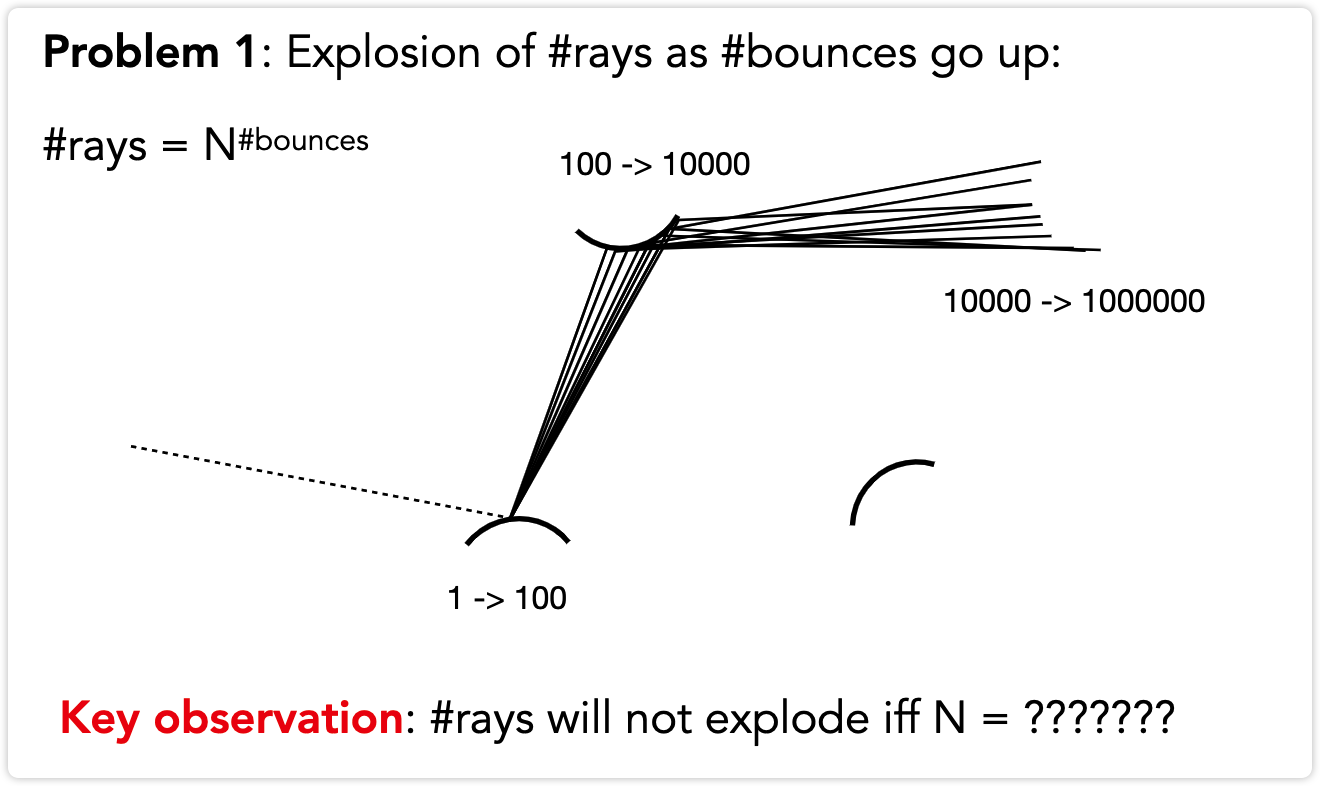 Problem 1: Explosion of #rays as #bounces go up:
#rays = N#bounces
100 -> 10000
10000 -> 1000000
1 -> 100
Key observation: #rays will not explode iff N = ???????